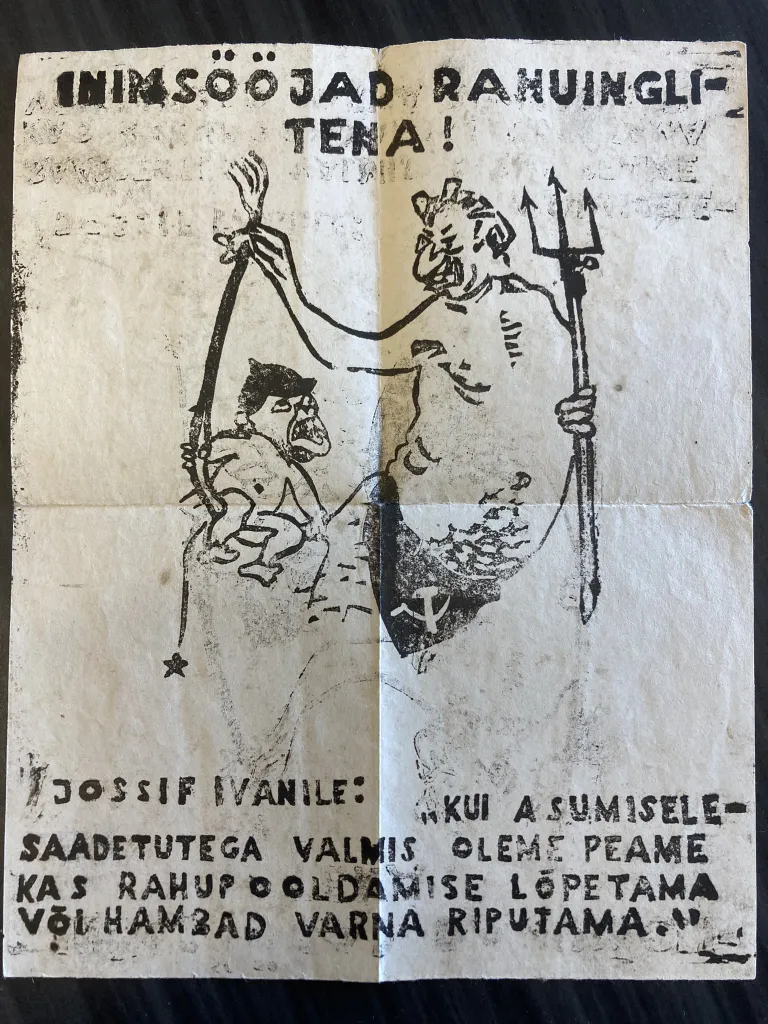 INIMSÖÖJAD RAHUINGLI-
TENA!
JOSSIF IVANILE: „KUI ASUMISELE-
SAADETUTEGA VALMIS OLEME PEAME
KAS RAHUPOOLDAMISE LÕPETAMA
VÕI HAMBAD VARNA RIPUTAMA."